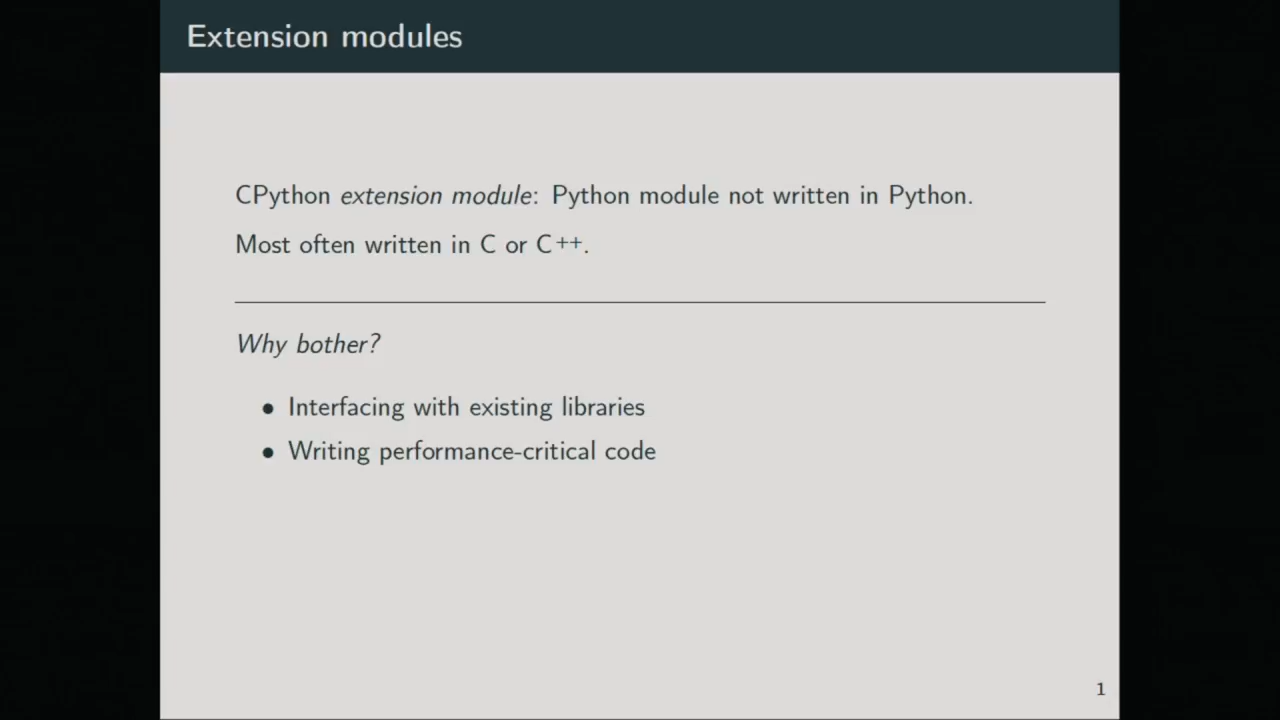 Extension modules
CPython extension module: Python module not written in Python.
Most often written in C or C++.
Why bother?
• Interfacing with existing libraries
• Writing performance-critical code
1